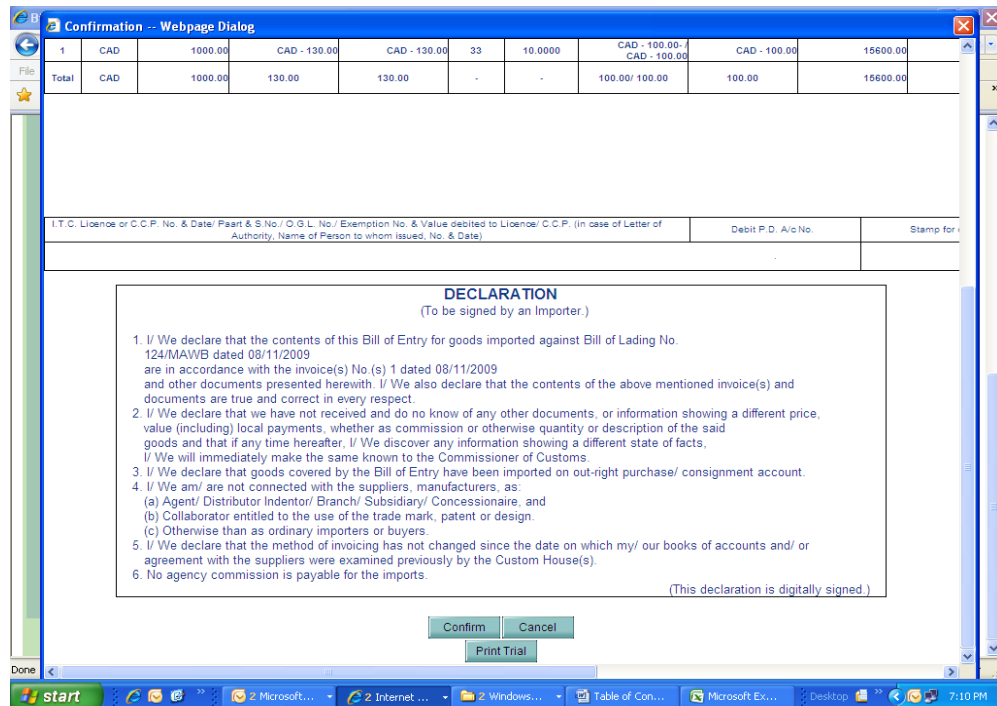 Confirmation -- Webpage Dialog
1 CAD 1000.00 CAD - 130.00 CAD - 130.00 33 10.0000 CAD - 100.00- / CAD - 100.00 CAD - 100.00 15600.00
Total CAD 1000.00 130.00 130.00 - - 100.00/ 100.00 100.00 15600.00
File
I.T.C. Licence or C.C.P. No. & Date/ Paart & S.No./ O.G.L. No./ Exemption No. & Value debited to Licence/ C.C.P. (in case of Letter of
Authority, Name of Person to whom issued, No. & Date)
Debit P.D. A/c No.
Stamp for
DECLARATION
(To be signed by an Importer.)
1. I/ We declare that the contents of this Bill of Entry for goods imported against Bill of Lading No.
124/MAWB dated 08/11/2009
are in accordance with the invoice(s) No.(s) 1 dated 08/11/2009
and other documents presented herewith. I/ We also declare that the contents of the above mentioned invoice(s) and
documents are true and correct in every respect.
2. I/ We declare that we have not received and do no know of any other documents, or information showing a different price,
value (including) local payments, whether as commission or otherwise quantity or description of the said
goods and that if any time hereafter, I/ We discover any information showing a different state of facts,
I/ We will immediately make the same known to the Commissioner of Customs.
3. I/ We declare that goods covered by the Bill of Entry have been imported on out-right purchase/ consignment account.
4. I/ We am/ are not connected with the suppliers, manufacturers, as:
(a) Agent/ Distributor Indentor/ Branch/ Subsidiary/ Concessionaire, and
(b) Collaborator entitled to the use of the trade mark, patent or design.
(c) Otherwise than as ordinary importers or buyers.
5. I/ We declare that the method of invoicing has not changed since the date on which my/ our books of accounts and/ or
agreement with the suppliers were examined previously by the Custom House(s).
6. No agency commission is payable for the imports.
(This declaration is digitally signed.)
Confirm Cancel
Print Trial
Done
start 2 Microsoft... 2 Internet ... 2 Windows... Table of Con... Microsoft Ex... Desktop 7:10 PM